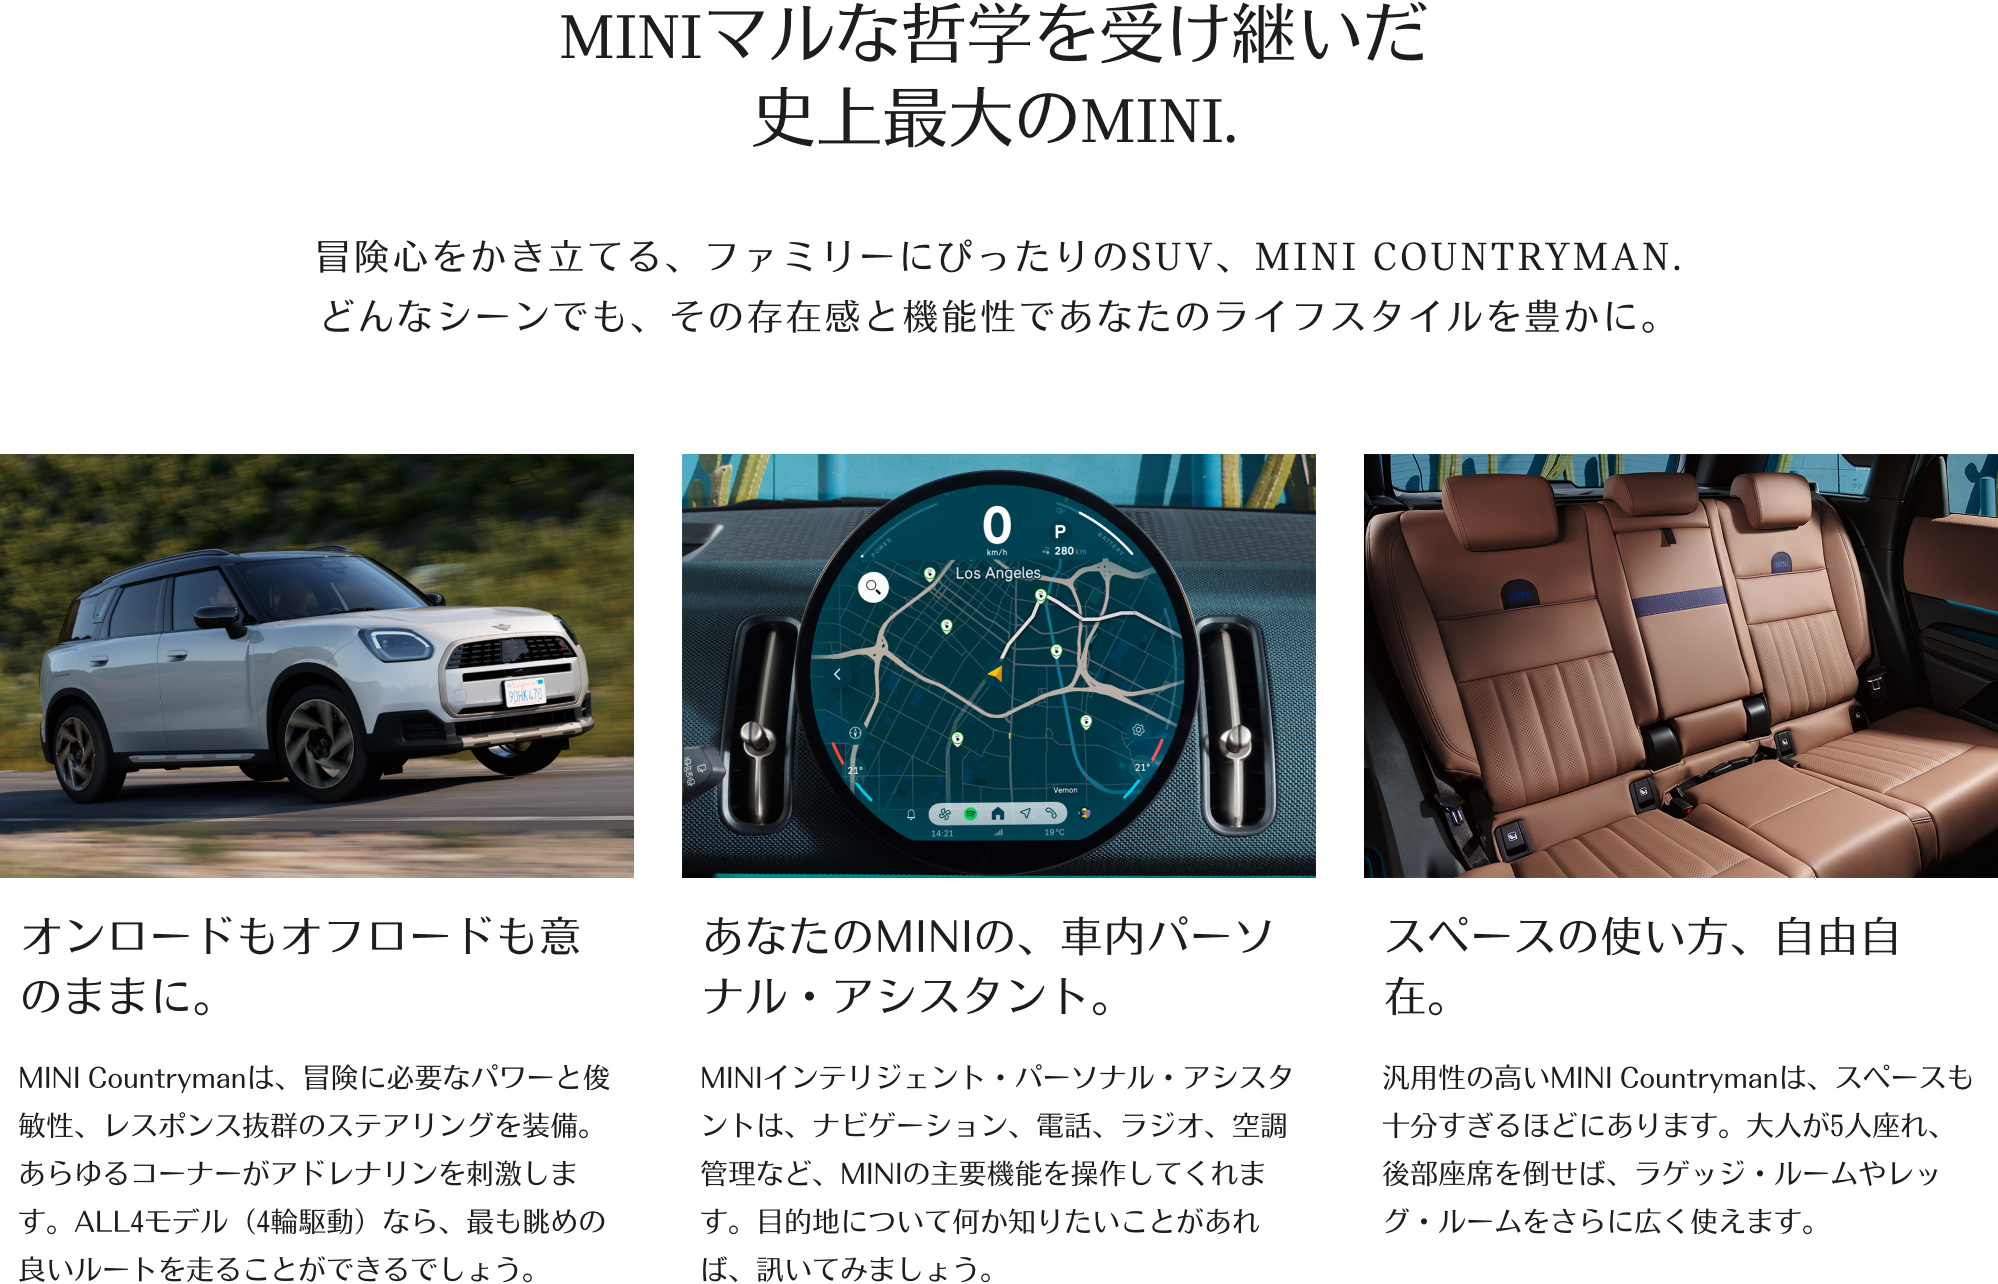 MINIマルな哲学を受け継いだ
史上最大のMINI.
冒険心をかき立てる、ファミリーにぴったりのSUV、MINI COUNTRYMAN.
どんなシーンでも、その存在感と機能性であなたのライフスタイルを豊かに。
90HK470
POWER
0
km/h
P
280 km
BATTERY
Los Angeles
21°
21°
Vernon
14:21
19°C
MINI
MINI
オンロードもオフロードも意
のままに。
MINI Countrymanは、冒険に必要なパワーと俊
敏性、レスポンス抜群のステアリングを装備。
あらゆるコーナーがアドレナリンを刺激しま
す。ALL4モデル（4輪駆動）なら、最も眺めの
良いルートを走ることができるでしょう。
あなたのMINIの、車内パーソ
ナル・アシスタント。
MINIインテリジェント・パーソナル・アシスタ
ントは、ナビゲーション、電話、ラジオ、空調
管理など、MINIの主要機能を操作してくれま
す。目的地について何か知りたいことがあれ
ば、訊いてみましょう。
スペースの使い方、自由自
在。
汎用性の高いMINI Countrymanは、スペースも
十分すぎるほどにあります。大人が5人座れ、
後部座席を倒せば、ラゲッジ・ルームやレッ
グ・ルームをさらに広く使えます。